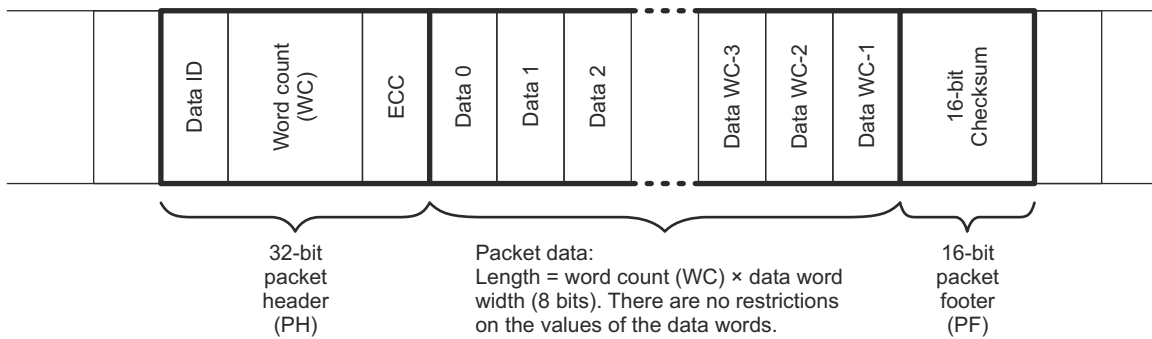 Data ID
Word count
(WC)
ECC
Data 0
Data 1
Data 2
Data WC-3
Data WC-2
Data WC-1
16-bit
Checksum
32-bit
packet
header
(PH)
Packet data:
Length = word count (WC) × data word
width (8 bits). There are no restrictions
on the values of the data words.
16-bit
packet
footer
(PF)